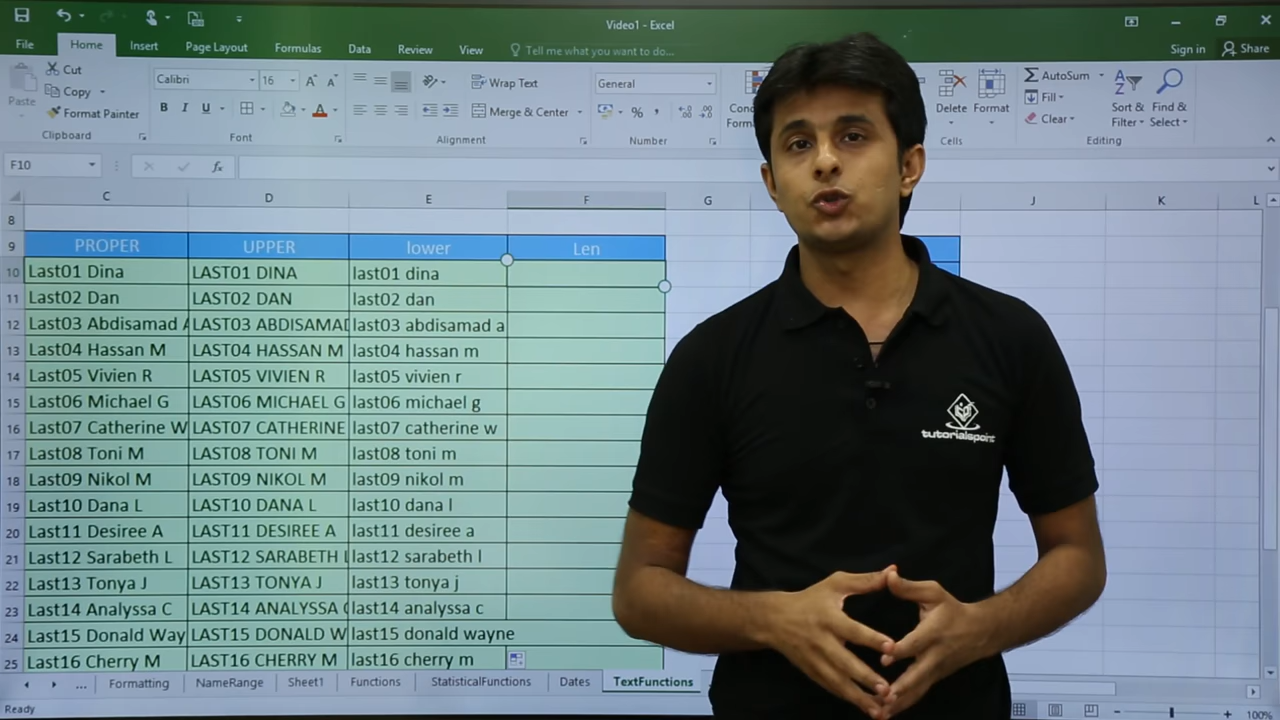 Video1 - Excel
File Home Insert Page Layout Formulas Data Review View Tell me what you want to do... Sign in Share
Paste
Cut
Copy
Format Painter
Clipboard
Calibri 16
B I U A
Font
Wrap Text
Merge & Center
Alignment
General
%
Number
Delete
Format
Cells
AutoSum
Fill
Clear
Sort & Filter
Find & Select
Editing
F10 fx
C D E F G J K L
8
9 PROPER UPPER lower Len
10 Last01 Dina LAST01 DINA last01 dina
11 Last02 Dan LAST02 DAN last02 dan
12 Last03 Abdisamad LAST03 ABDISAMAD last03 abdisamad a
13 Last04 Hassan M LAST04 HASSAN M last04 hassan m
14 Last05 Vivien R LAST05 VIVIEN R last05 vivien r
15 Last06 Michael G LAST06 MICHAEL G last06 michael g
16 Last07 Catherine W LAST07 CATHERINE last07 catherine w
17 Last08 Toni M LAST08 TONI M last08 toni m
18 Last09 Nikol M LAST09 NIKOL M last09 nikol m
19 Last10 Dana L LAST10 DANA L last10 dana l
20 Last11 Desiree A LAST11 DESIREE A last11 desiree a
21 Last12 Sarabeth L LAST12 SARABETH last12 sarabeth l
22 Last13 Tonya J LAST13 TONYA J last13 tonya j
23 Last14 Analyssa C LAST14 ANALYSSA last14 analyssa c
24 Last15 Donald Way LAST15 DONALD W last15 donald wayne
25 Last16 Cherry M LAST16 CHERRY M last16 cherry m
... Formatting NameRange Sheet1 Functions StatisticalFunctions Dates TextFunctions
Ready 100%
tutorialspoint